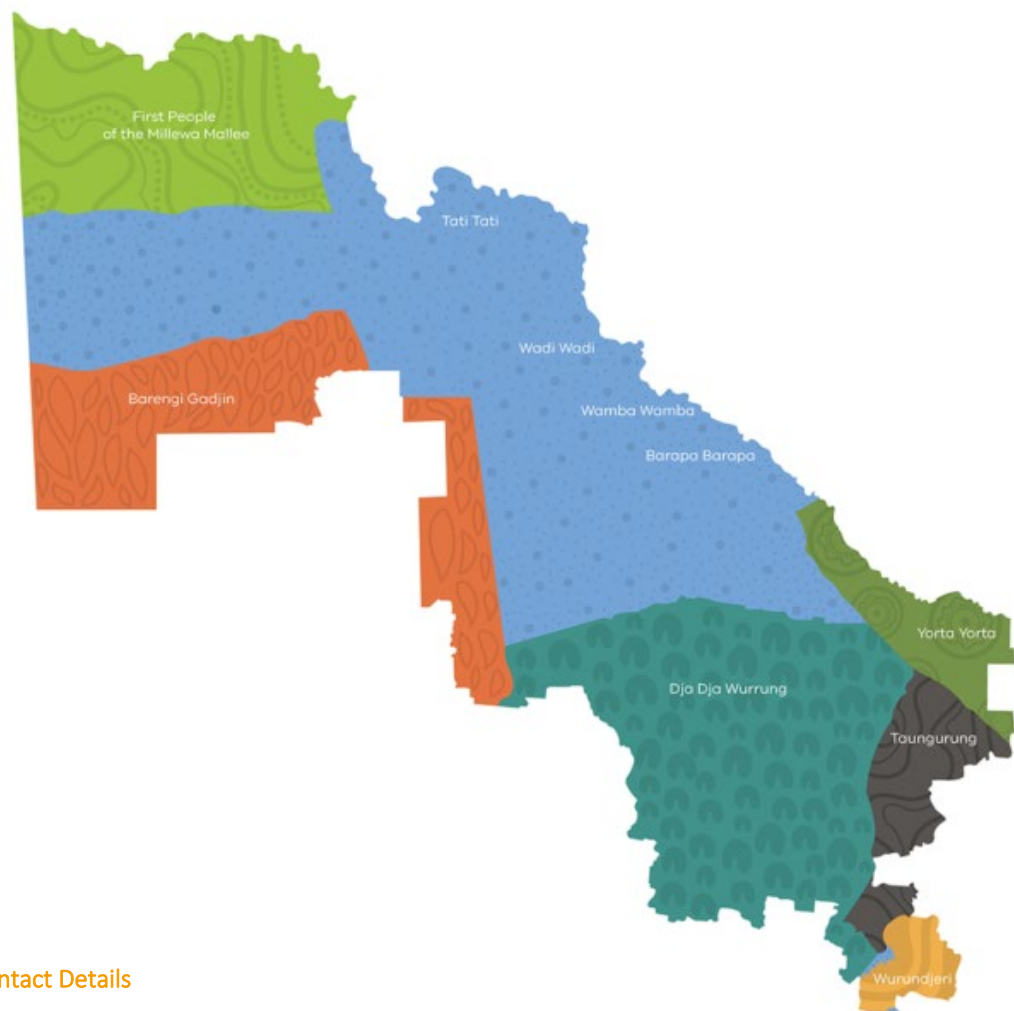 First People
of the Millewa Mallee
Tati Tati
Wadi Wadi
Barengi Gadjin
Wamba Wamba
Barapa Barapa
Yorta Yorta
Dja Dja Wurrung
Taungurung
ntact Details
Wurundjeri